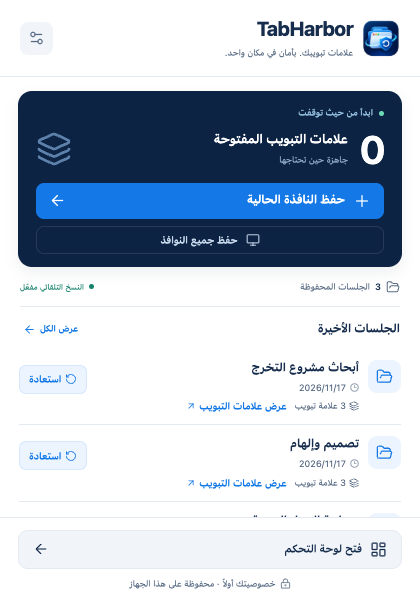 TabHarbor
علامات تبويبك. بأمان في مكان واحد.
ابدأ من حيث توقفت
0
علامات التبويب المفتوحة
جاهزة حين تحتاجها
حفظ النافذة الحالية
حفظ جميع النوافذ
3 الجلسات المحفوظة
النسخ التلقائي مفعّل
الجلسات الأخيرة
عرض الكل
أبحاث مشروع التخرج
2026/11/17
3 علامة تبويب
عرض علامات التبويب
استعادة
تصميم وإلهام
2026/11/17
3 علامة تبويب
عرض علامات التبويب
استعادة
فتح لوحة التحكم
خصوصيتك أولاً · محفوظة على هذا الجهاز